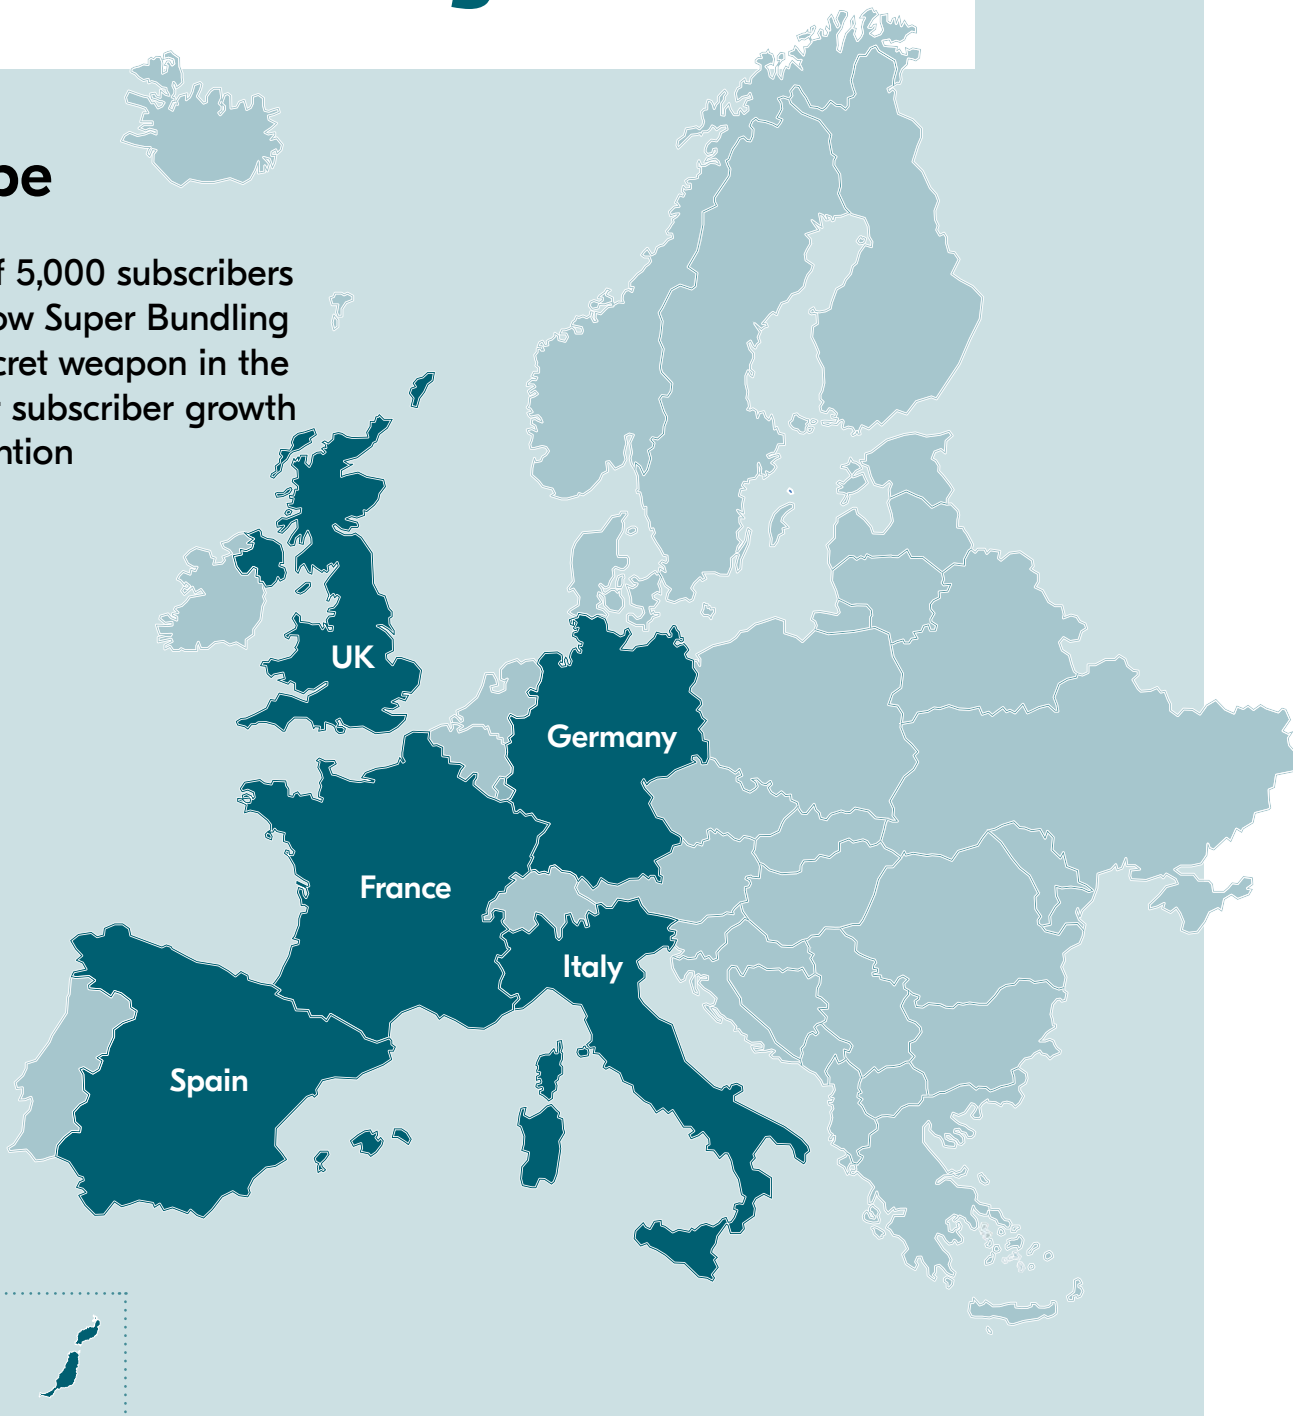 pe
f 5,000 subscribers
ow Super Bundling
cret weapon in the
subscriber growth
ntion
UK
Germany
France
Italy
Spain